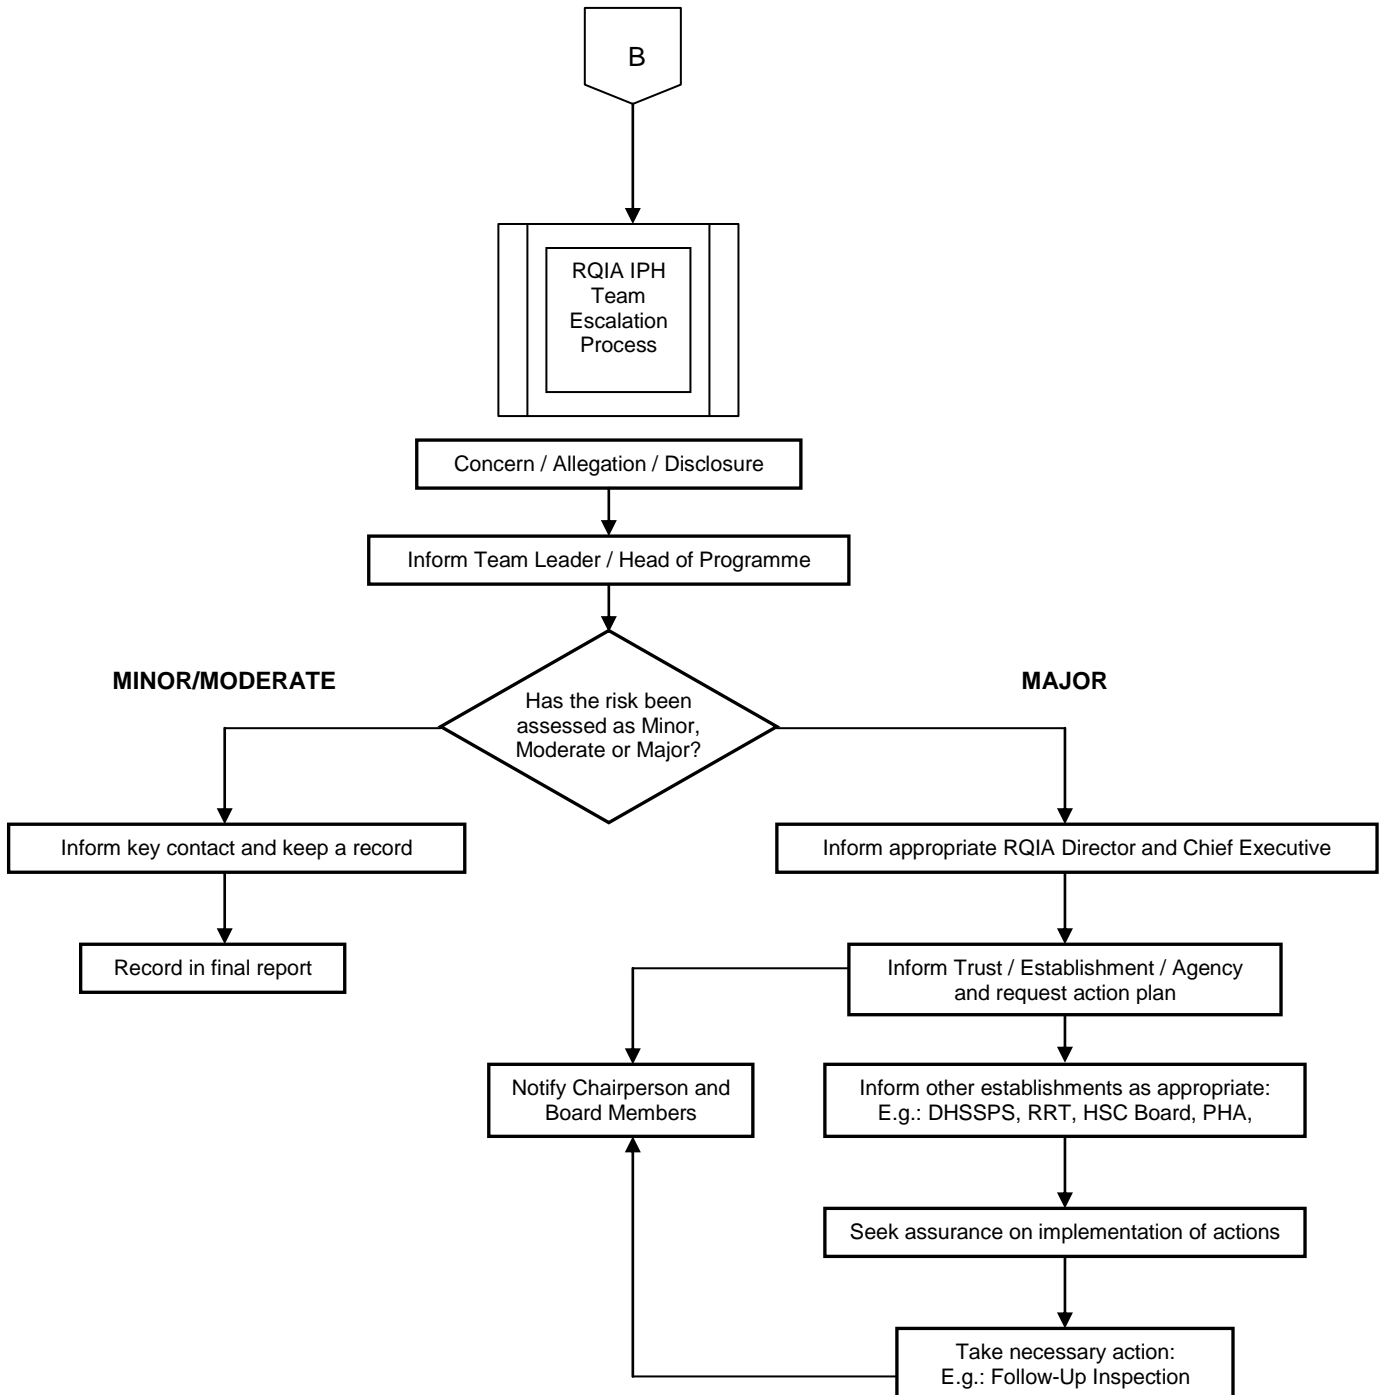 B
RQIA IPH
Team
Escalation
Process
Concern / Allegation / Disclosure
Inform Team Leader / Head of Programme
MINOR/MODERATE
MAJOR
Has the risk been
assessed as Minor,
Moderate or Major?
Inform key contact and keep a record
Inform appropriate RQIA Director and Chief Executive
Record in final report
Inform Trust / Establishment / Agency
and request action plan
Notify Chairperson and
Board Members
Inform other establishments as appropriate:
E.g.: DHSSPS, RRT, HSC Board, PHA,
Seek assurance on implementation of actions
Take necessary action:
E.g.: Follow-Up Inspection